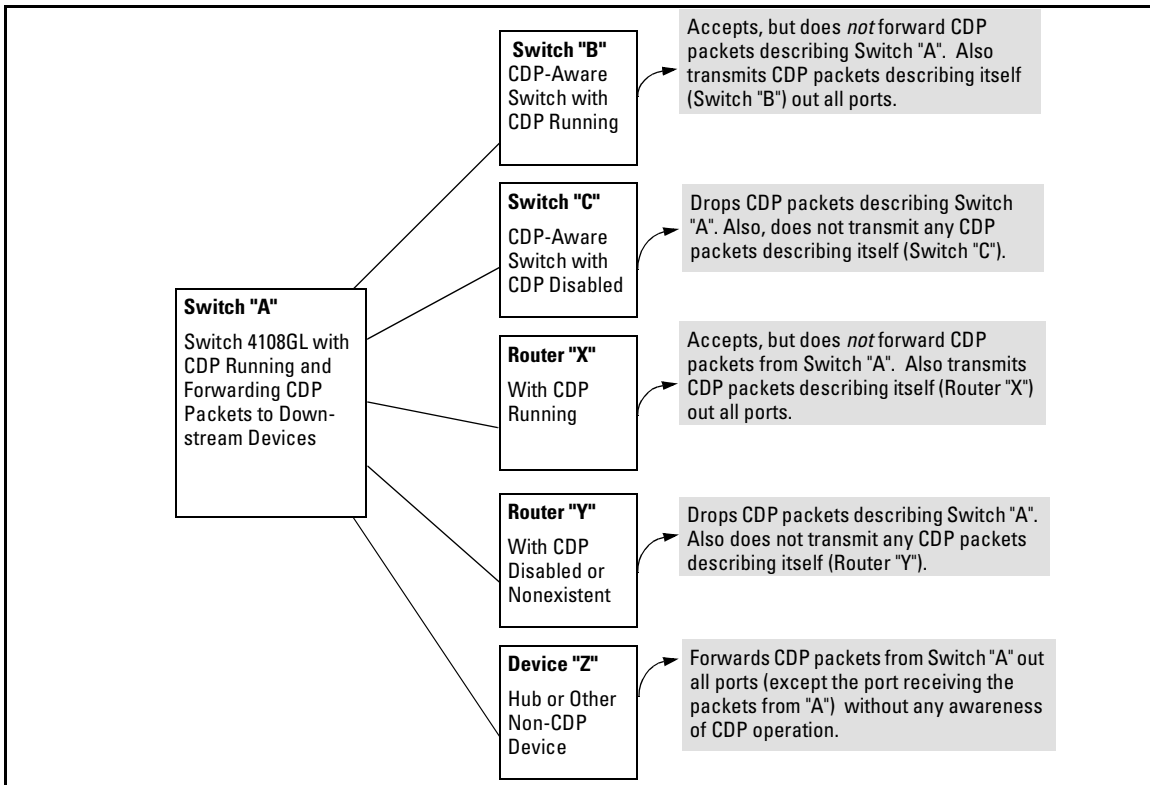 Switch "A"
Switch 4108GL with
CDP Running and
Forwarding CDP
Packets to Down-
stream Devices
Switch "B"
CDP-Aware
Switch with
CDP Running
Accepts, but does not forward CDP
packets describing Switch "A".  Also
transmits CDP packets describing itself
(Switch "B") out all ports.
Switch "C"
CDP-Aware
Switch with
CDP Disabled
Drops CDP packets describing Switch
"A". Also, does not transmit any CDP
packets describing itself (Switch "C").
Router "X"
With CDP
Running
Accepts, but does not forward CDP
packets from Switch "A".  Also transmits
CDP packets describing itself (Router "X")
out all ports.
Router "Y"
With CDP
Disabled or
Nonexistent
Drops CDP packets describing Switch "A".
Also does not transmit any CDP packets
describing itself (Router "Y").
Device "Z"
Hub or Other
Non-CDP
Device
Forwards CDP packets from Switch "A" out
all ports (except the port receiving the
packets from "A")  without any awareness
of CDP operation.